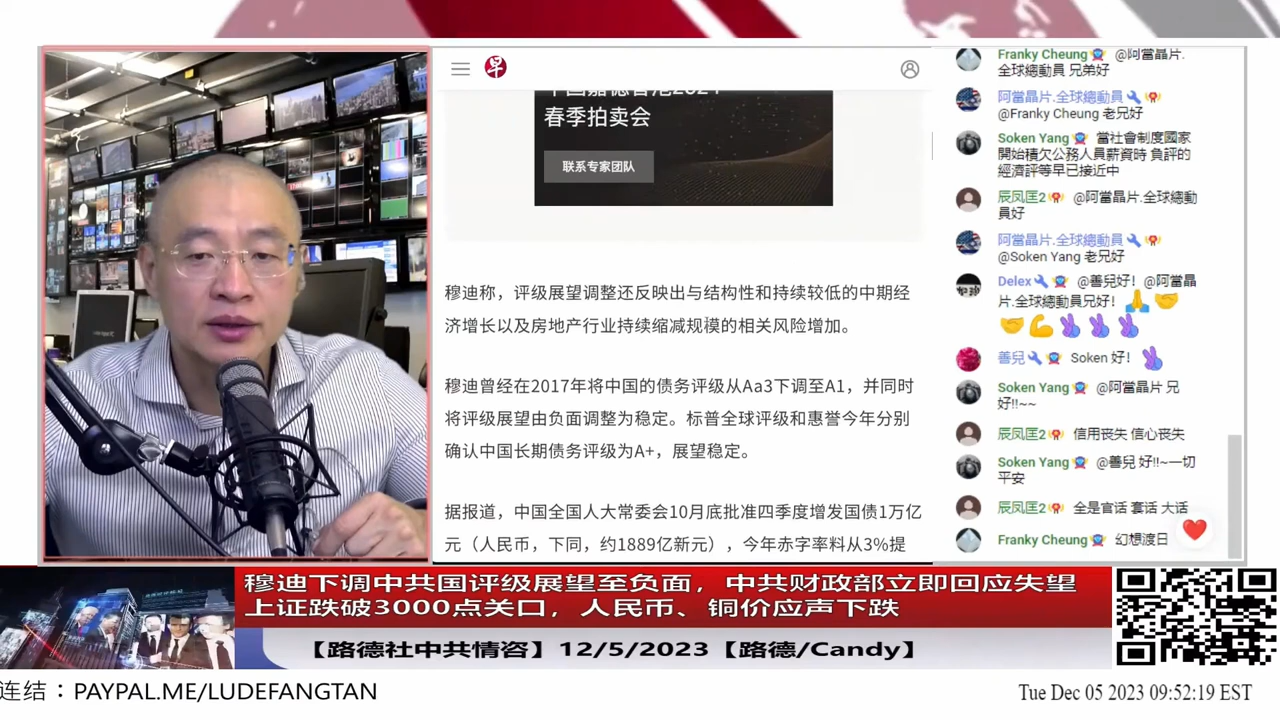 早
中国嘉德香港2024
春季拍卖会
联系专家团队
穆迪称，评级展望调整还反映出与结构性和持续较低的中期经
济增长以及房地产行业持续缩减规模的相关风险增加。
穆迪曾经在2017年将中国的债务评级从Aa3下调至A1，并同时
将评级展望由负面调整为稳定。标普全球评级和惠誉今年分别
确认中国长期债务评级为A+，展望稳定。
据报道，中国全国人大常委会10月底批准四季度增发国债1万亿
元（人民币，下同，约1889亿新元），今年赤字率料从3%提
Franky Cheung @阿當晶片.
全球總動員 兄弟好
阿當晶片.全球總動員
@Franky Cheung 老兄好
Soken Yang 當社會制度國家
開始積欠公務人員薪資時 負評的
經濟評等早已接近中
辰凤匡2 @阿當晶片.全球總動
員好
阿當晶片.全球總動員
@Soken Yang 老兄好
Delex @善兒好！@阿當晶
片.全球總動員兄好！
善兒 Soken 好！
Soken Yang @阿當晶片 兄
好!!~~
辰凤匡2 信用丧失 信心丧失
Soken Yang @善兒 好!!~一切
平安
辰凤匡2 全是官话 套话 大话
Franky Cheung 幻想渡日
穆迪下调中共国评级展望至负面，中共财政部立即回应失望
上证跌破3000点关口，人民币、铜价应声下跌
【路德社中共情咨】12/5/2023【路德/Candy】
连结：PAYPAL.ME/LUDEFANGTAN
Tue Dec 05 2023 09:52:19 EST